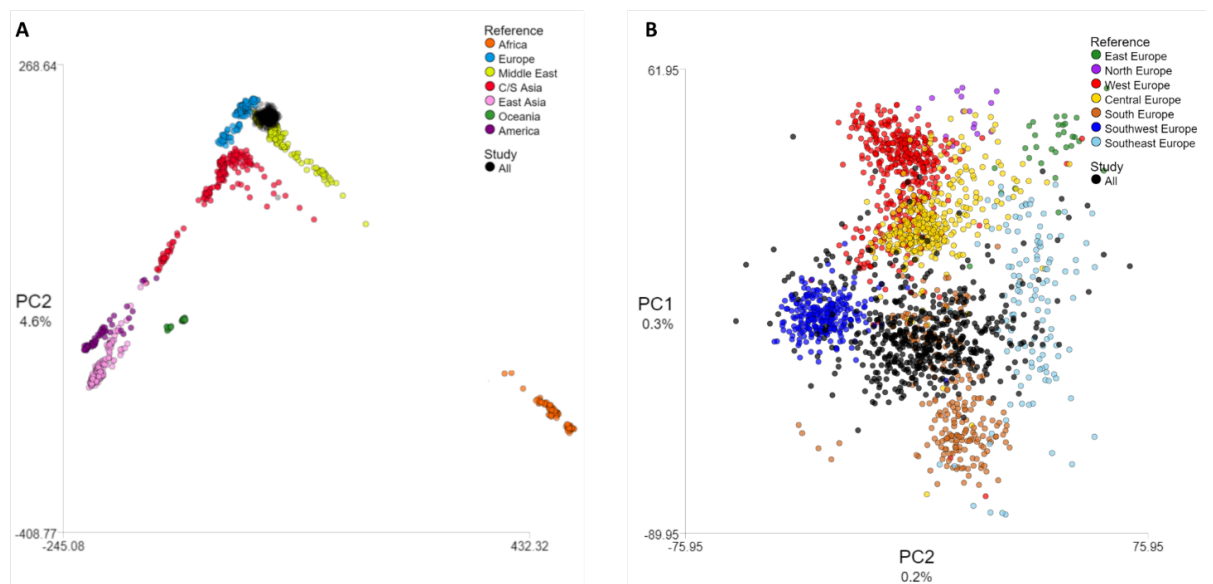 A
268.64
PC2
4.6%
-408.77
-245.08
432.32
Reference
Africa
Europe
Middle East
C/S Asia
East Asia
Oceania
America
Study
All
B
61.95
PC1
0.3%
-89.95
-75.95
75.95
PC2
0.2%
Reference
East Europe
North Europe
West Europe
Central Europe
South Europe
Southwest Europe
Southeast Europe
Study
All